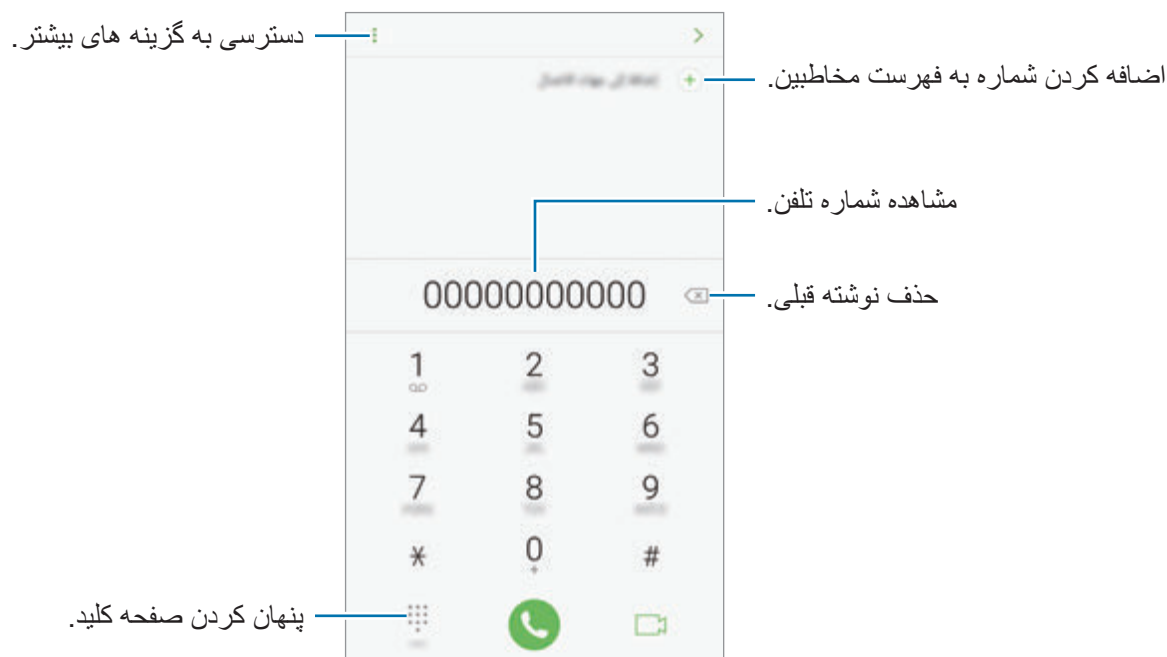 دسترسی به گزینه های بیشتر.
اضافه کردن شماره به فهرست مخاطبین.
مشاهده شماره تلفن.
00000000000
حذف نوشته قبلی.
1 2 3
4 5 6
7 8 9
* 0 #
+
پنهان کردن صفحه کلید.